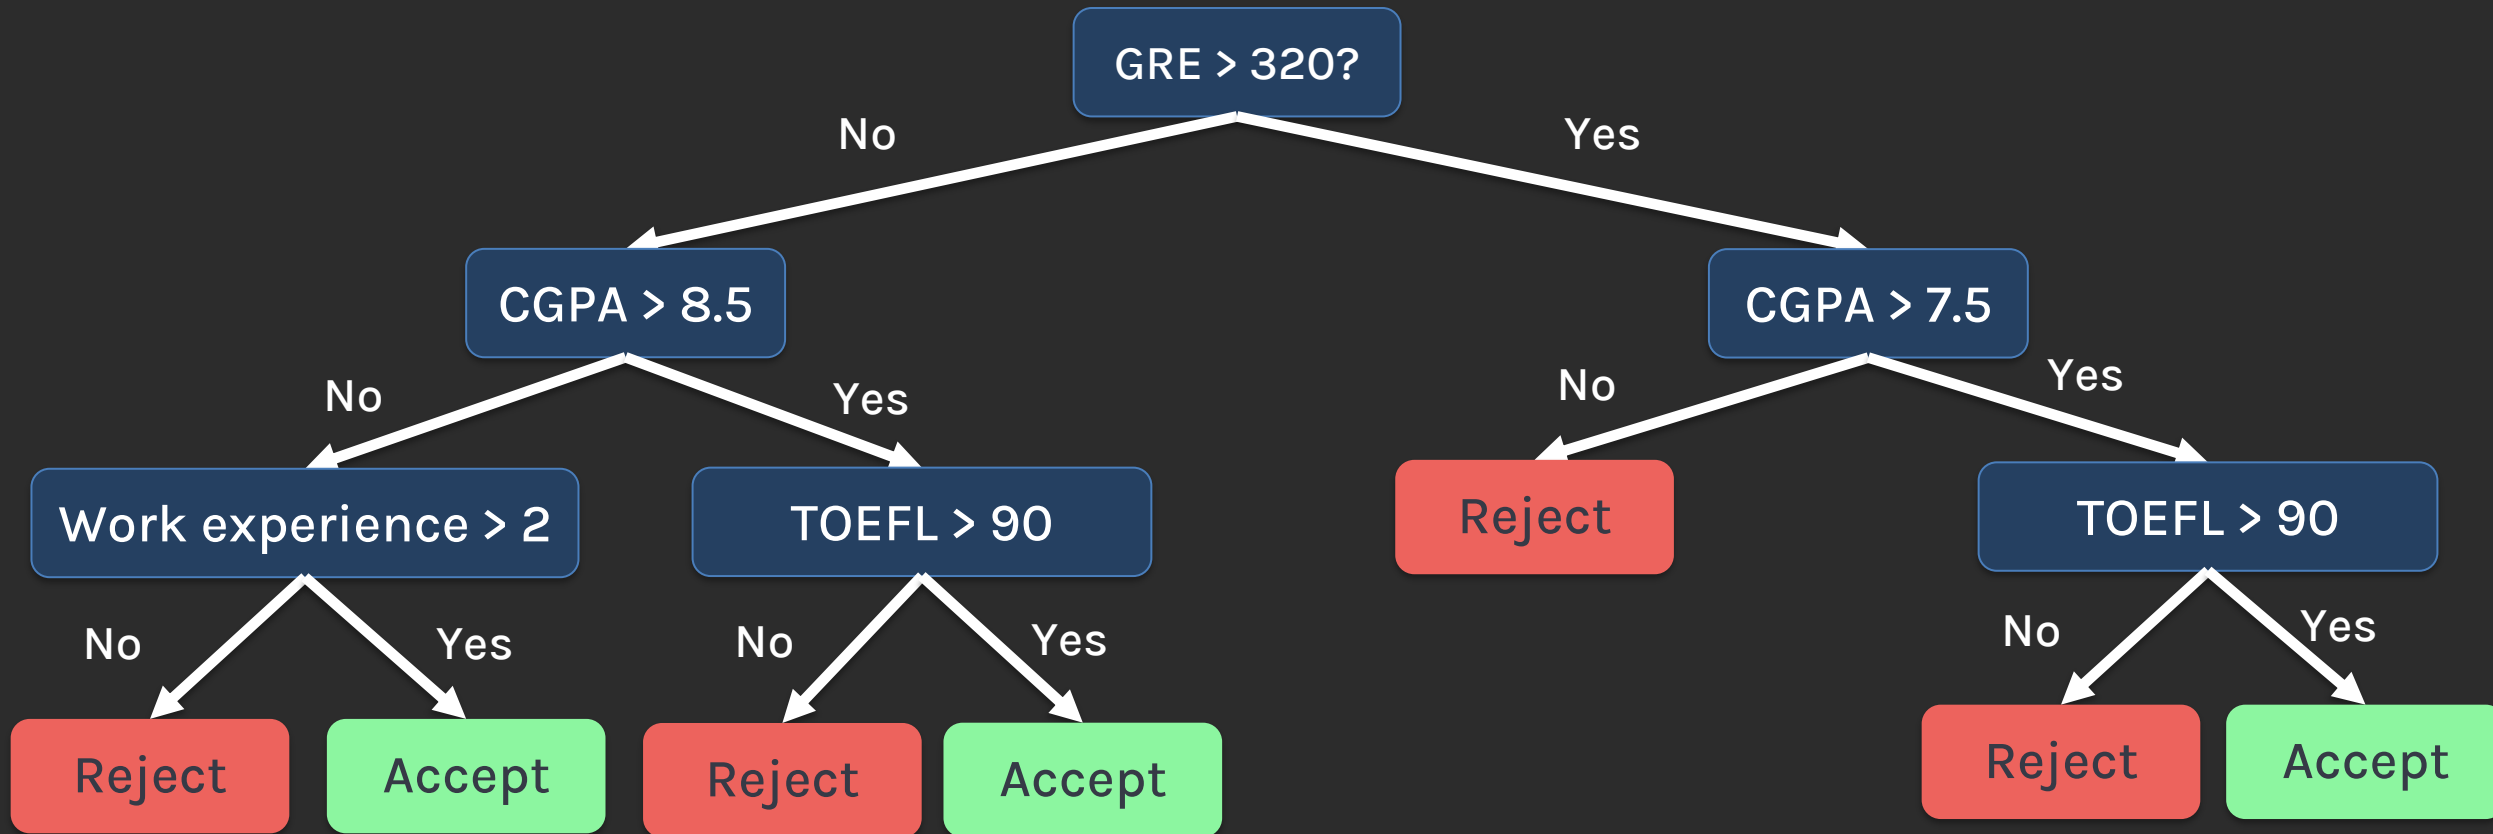 GRE > 320?
No
Yes
CGPA > 8.5
CGPA > 7.5
No
Yes
No
Yes
Work experience > 2
TOEFL > 90
Reject
TOEFL > 90
No
Yes
No
Yes
No
Yes
Reject
Accept
Reject
Accept
Reject
Accept